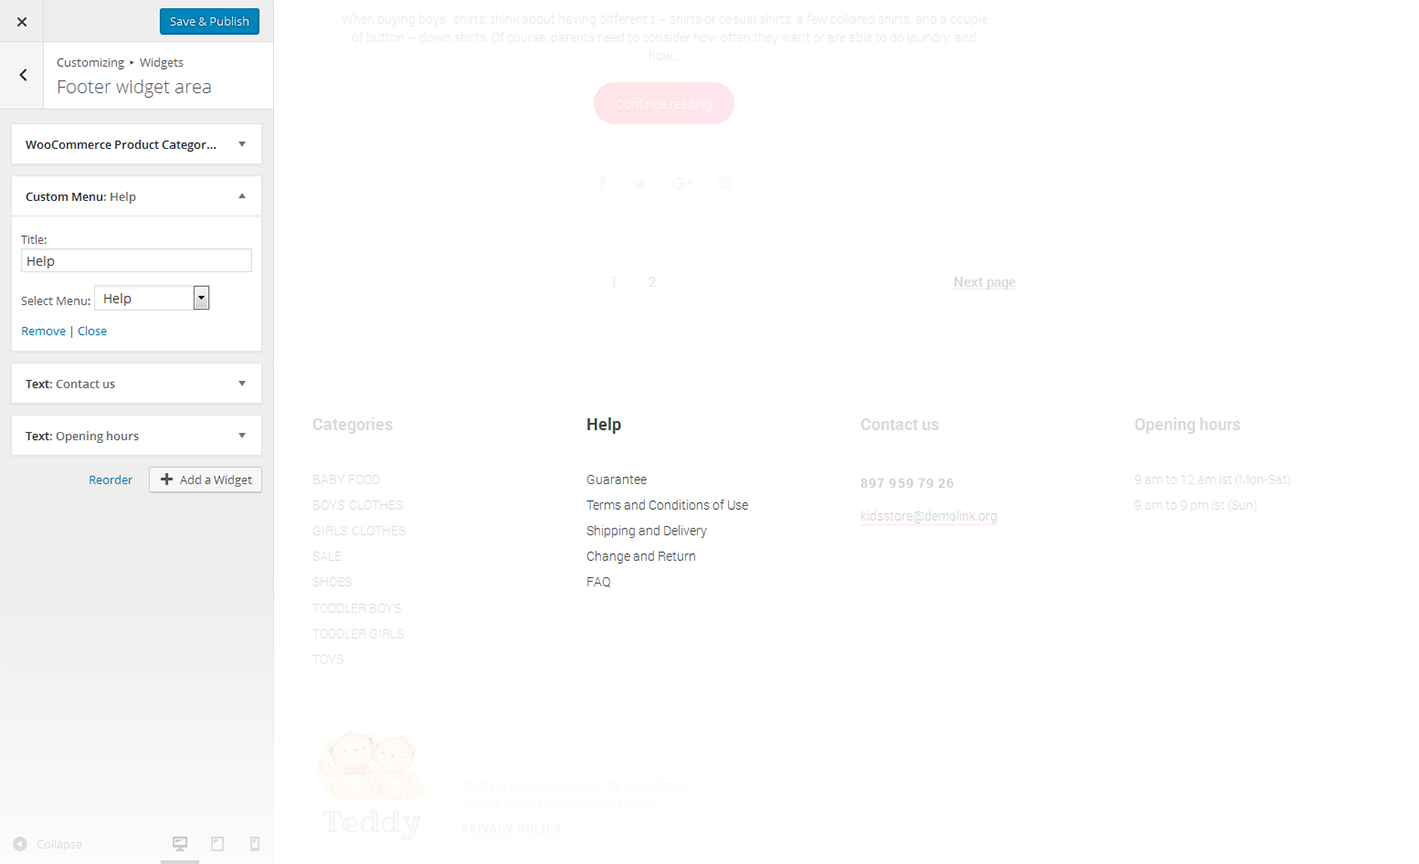 Save & Publish
Customizing ▸ Widgets
Footer widget area
WooCommerce Product Categor...
Custom Menu: Help
Title:
Help
Select Menu: Help
Remove | Close
Text: Contact us
Text: Opening hours
Reorder
Add a Widget
Collapse
When buying boys ' shirts, think about having different t – shirts or casual shirts, a few collared shirts, and a couple
of button – down shirts. Of course, parents need to consider how often they want or are able to do laundry, and
how...
Continue reading
1 2 Next page
Categories
BABY FOOD
BOYS' CLOTHES
GIRLS' CLOTHES
SALE
SHOES
TODDLER BOYS
TODDLER GIRLS
TOYS
Help
Guarantee
Terms and Conditions of Use
Shipping and Delivery
Change and Return
FAQ
Contact us
897 959 79 26
kidsstore@demolink.org
Opening hours
9 am to 12 am ist (Mon-Sat)
9 am to 9 pm ist (Sun)
Teddy
Teddy is proudly powered by WordPress
Entries (RSS) and Comments (RSS)
PRIVACY POLICY